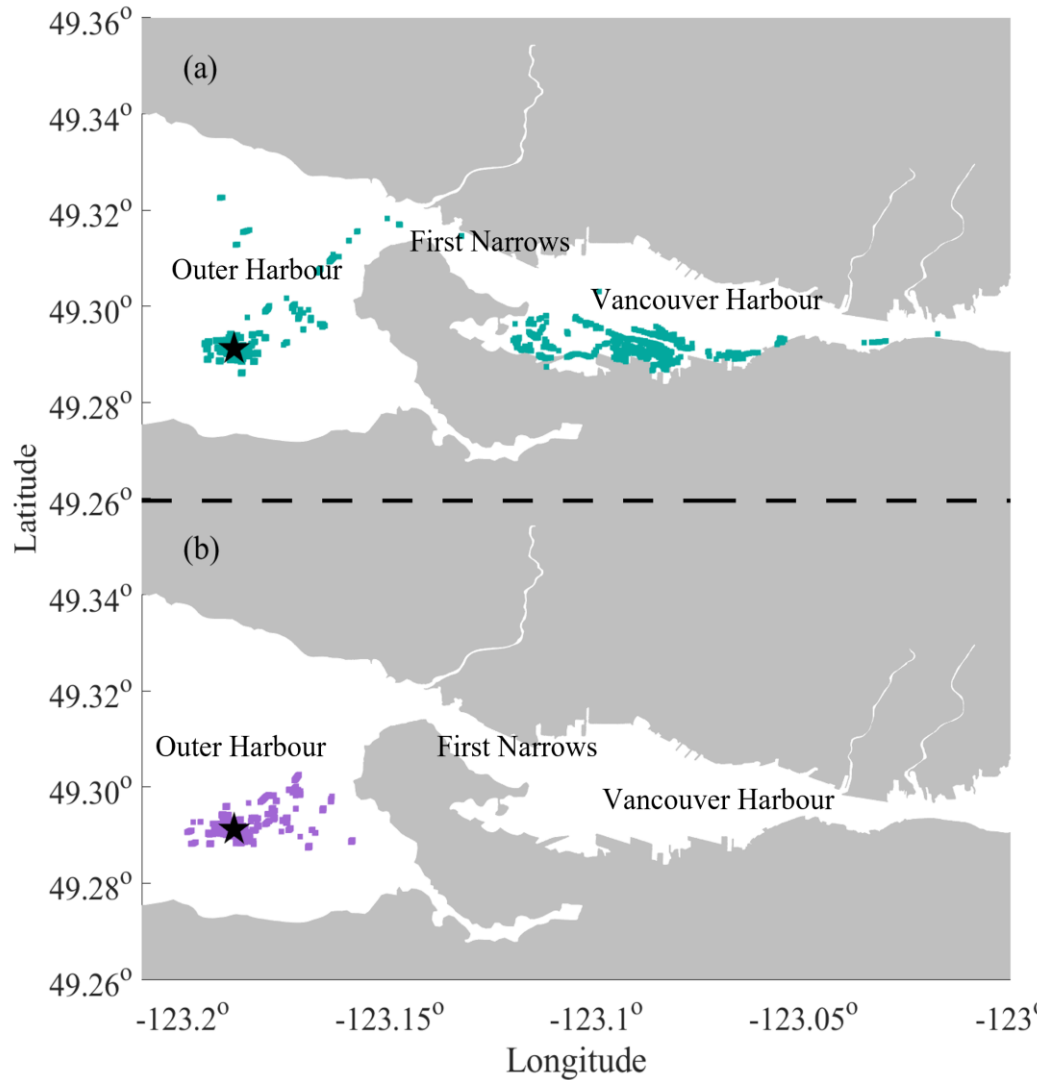 49.36°
(a)
49.34°
49.32°
First Narrows
Outer Harbour
49.30°
Vancouver Harbour
49.28°
Latitude
49.26°
(b)
49.34°
49.32°
Outer Harbour
First Narrows
49.30°
Vancouver Harbour
49.28°
49.26°
-123.2° -123.15° -123.1° -123.05° -123°
Longitude